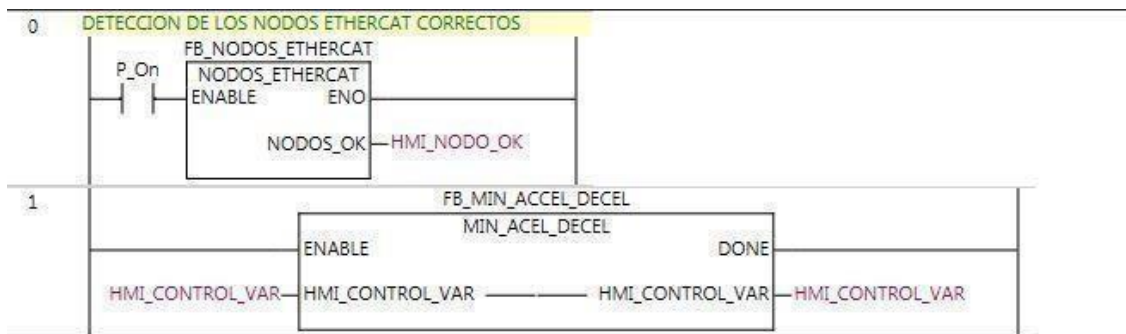 0 DETECCION DE LOS NODOS ETHERCAT CORRECTOS
FB_NODOS_ETHERCAT
P_On NODOS_ETHERCAT
ENABLE ENO
NODOS_OK HMI_NODO_OK
1 FB_MIN_ACCEL_DECEL
MIN_ACEL_DECEL
ENABLE DONE
HMI_CONTROL_VAR HMI_CONTROL_VAR HMI_CONTROL_VAR HMI_CONTROL_VAR